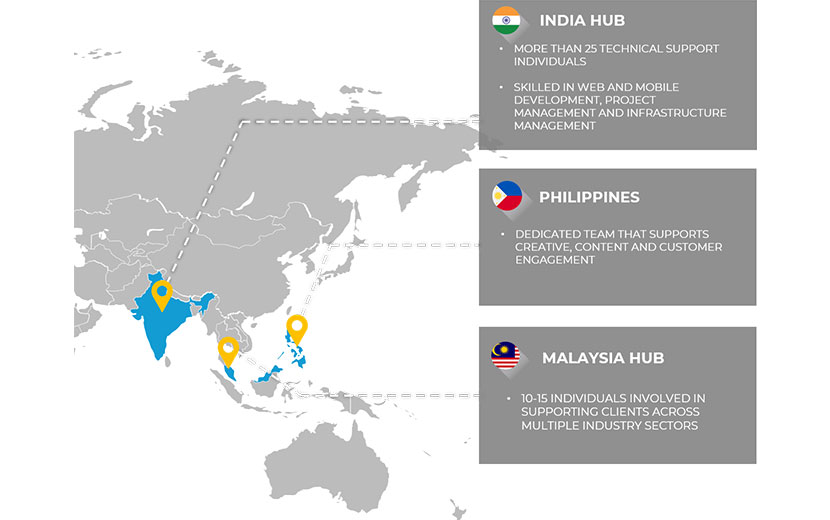 INDIA HUB
• MORE THAN 25 TECHNICAL SUPPORT
INDIVIDUALS
• SKILLED IN WEB AND MOBILE
DEVELOPMENT, PROJECT
MANAGEMENT AND INFRASTRUCTURE
MANAGEMENT
PHILIPPINES
• DEDICATED TEAM THAT SUPPORTS
CREATIVE, CONTENT AND CUSTOMER
ENGAGEMENT
MALAYSIA HUB
• 10-15 INDIVIDUALS INVOLVED IN
SUPPORTING CLIENTS ACROSS
MULTIPLE INDUSTRY SECTORS